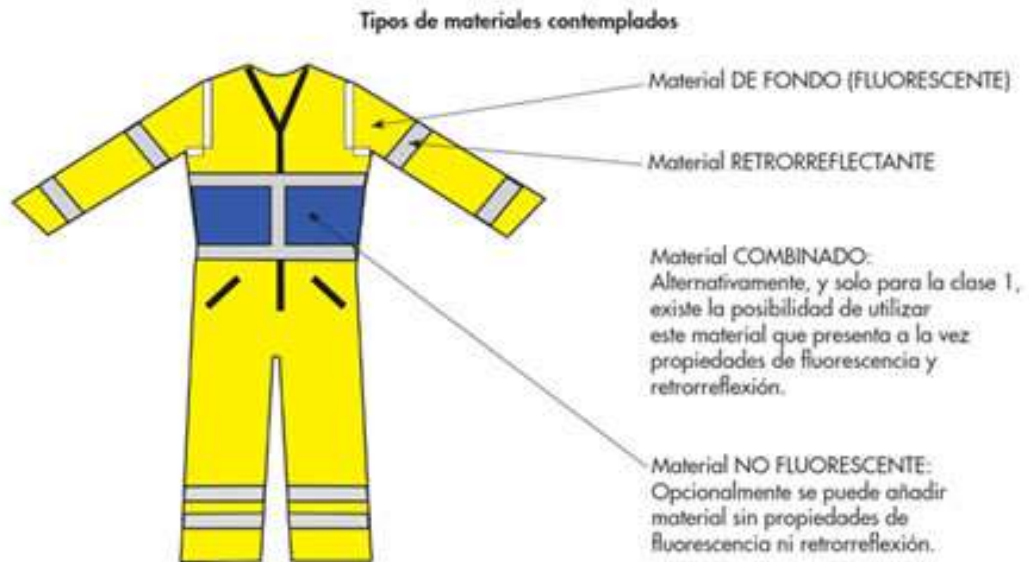 Tipos de materiales contemplados
Material DE FONDO (FLUORESCENTE)
Material RETRORREFLECTANTE
Material COMBINADO:
Alternativamente, y solo para la clase 1,
existe la posibilidad de utilizar
este material que presenta a la vez
propiedades de fluorescencia y
retrorreflexión.
Material NO FLUORESCENTE:
Opcionalmente se puede añadir
material sin propiedades de
fluorescencia ni retrorreflexión.